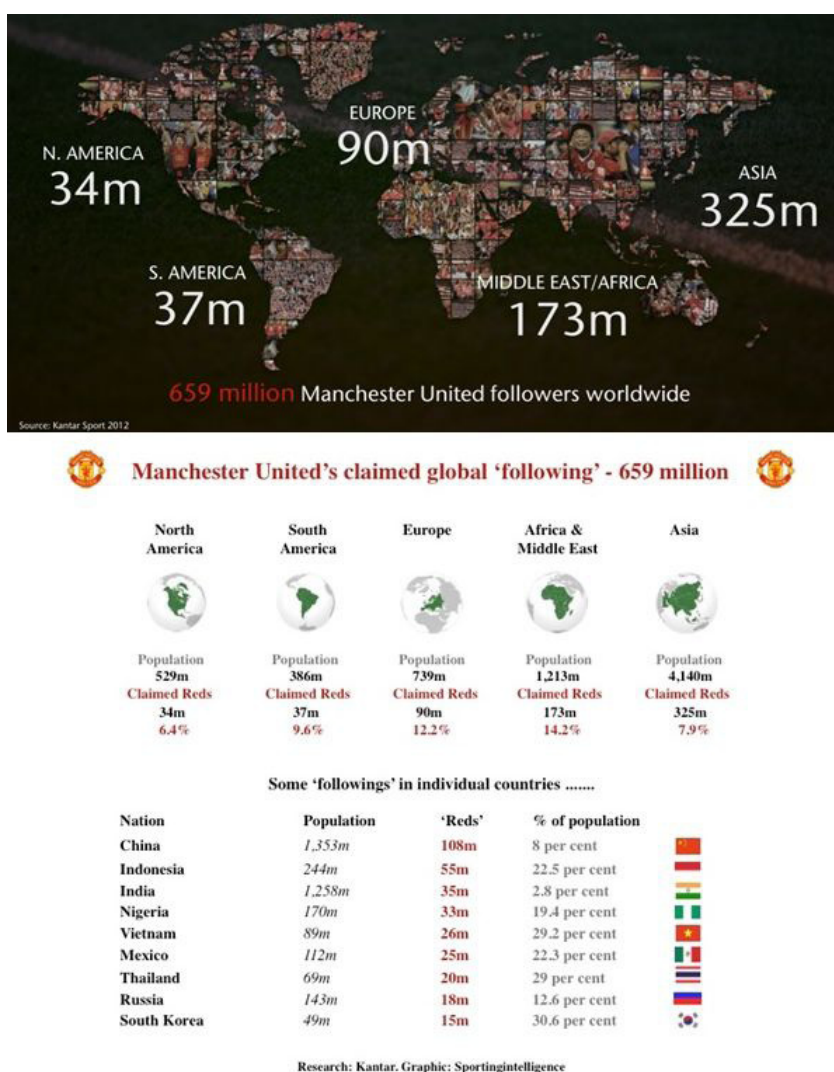 EUROPE
90m
N. AMERICA
34m
ASIA
325m
S. AMERICA
37m
MIDDLE EAST/AFRICA
173m
659 million Manchester United followers worldwide
Source: Kantar Sport 2012
Manchester United's claimed global 'following' - 659 million
North America
South America
Europe
Africa & Middle East
Asia
Population Population Population Population Population
529m 386m 739m 1,213m 4,140m
Claimed Reds Claimed Reds Claimed Reds Claimed Reds Claimed Reds
34m 37m 90m 173m 325m
6.4% 9.6% 12.2% 14.2% 7.9%
Some 'followings' in individual countries .......
Nation Population 'Reds' % of population
China 1,353m 108m 8 per cent
Indonesia 244m 55m 22.5 per cent
India 1,258m 35m 2.8 per cent
Nigeria 170m 33m 19.4 per cent
Vietnam 89m 26m 29.2 per cent
Mexico 112m 25m 22.3 per cent
Thailand 69m 20m 29 per cent
Russia 143m 18m 12.6 per cent
South Korea 49m 15m 30.6 per cent
Research: Kantar. Graphic: Sportingintelligence